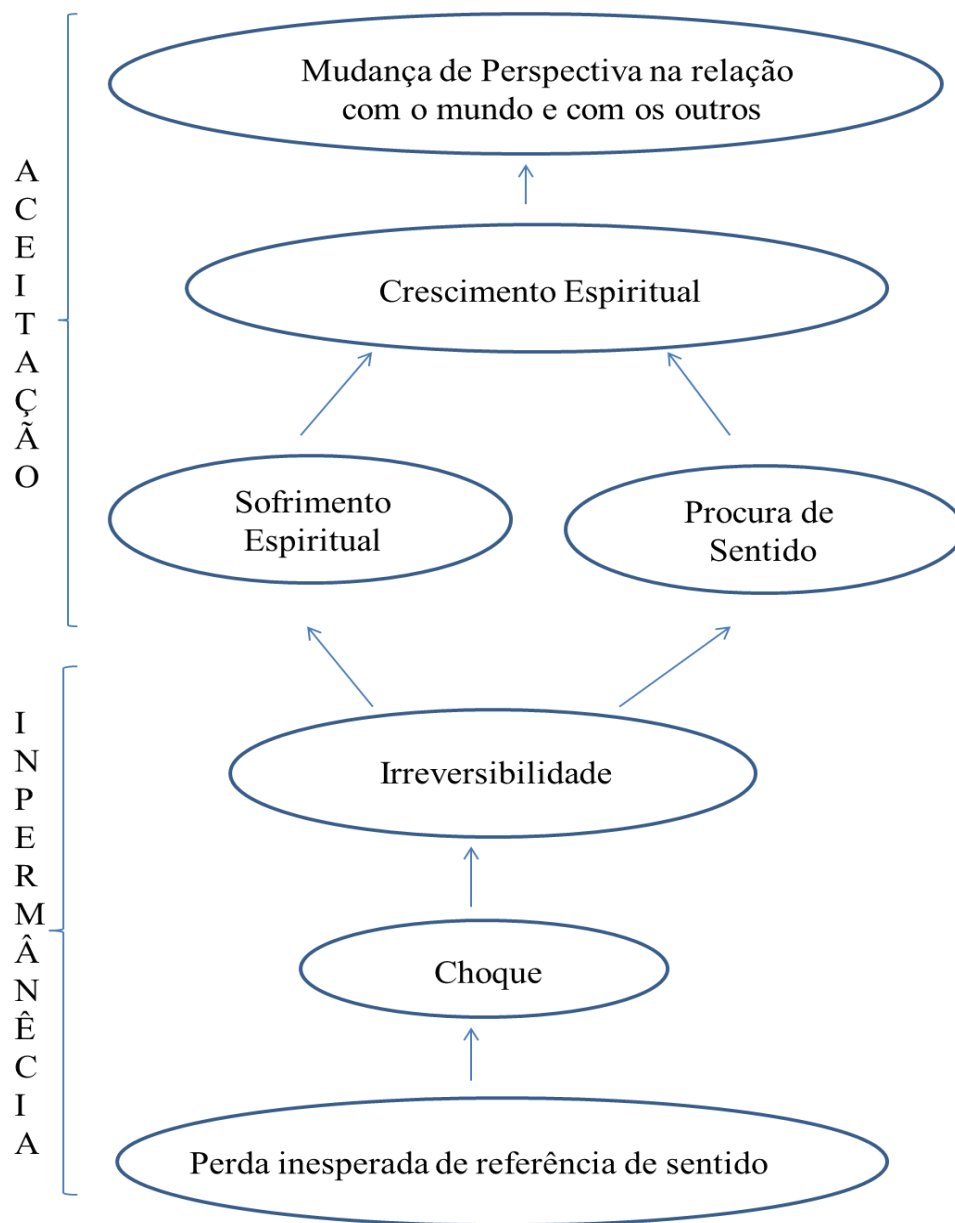 Mudança de Perspectiva na relação
com o mundo e com os outros
A
C
E
I
T
A
Ç
Ã
O
Crescimento Espiritual
Sofrimento
Espiritual
Procura de
Sentido
I
N
P
E
R
M
Â
N
Ê
C
I
A
Irreversibilidade
Choque
Perda inesperada de referência de sentido